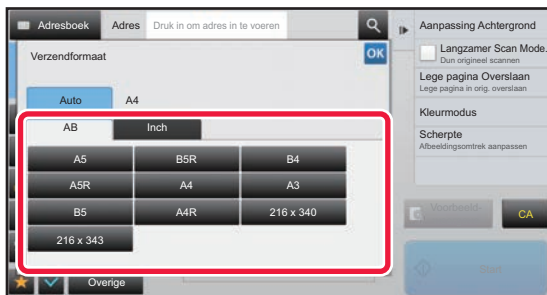 Adresboek
Adres
Druk in om adres in te voeren
Verzendformaat
OK
Auto
A4
AB
Inch
A5
B5R
B4
A5R
A4
A3
B5
A4R
216 x 340
216 x 343
Overige
Aanpassing Achtergrond
Langzamer Scan Mode.
Dun origineel scannen
Lege pagina Overslaan
Lege pagina in orig. overslaan
Kleurmodus
Scherpte
Afbeeldingsomtrek aanpassen
Voorbeeld-
CA
Start